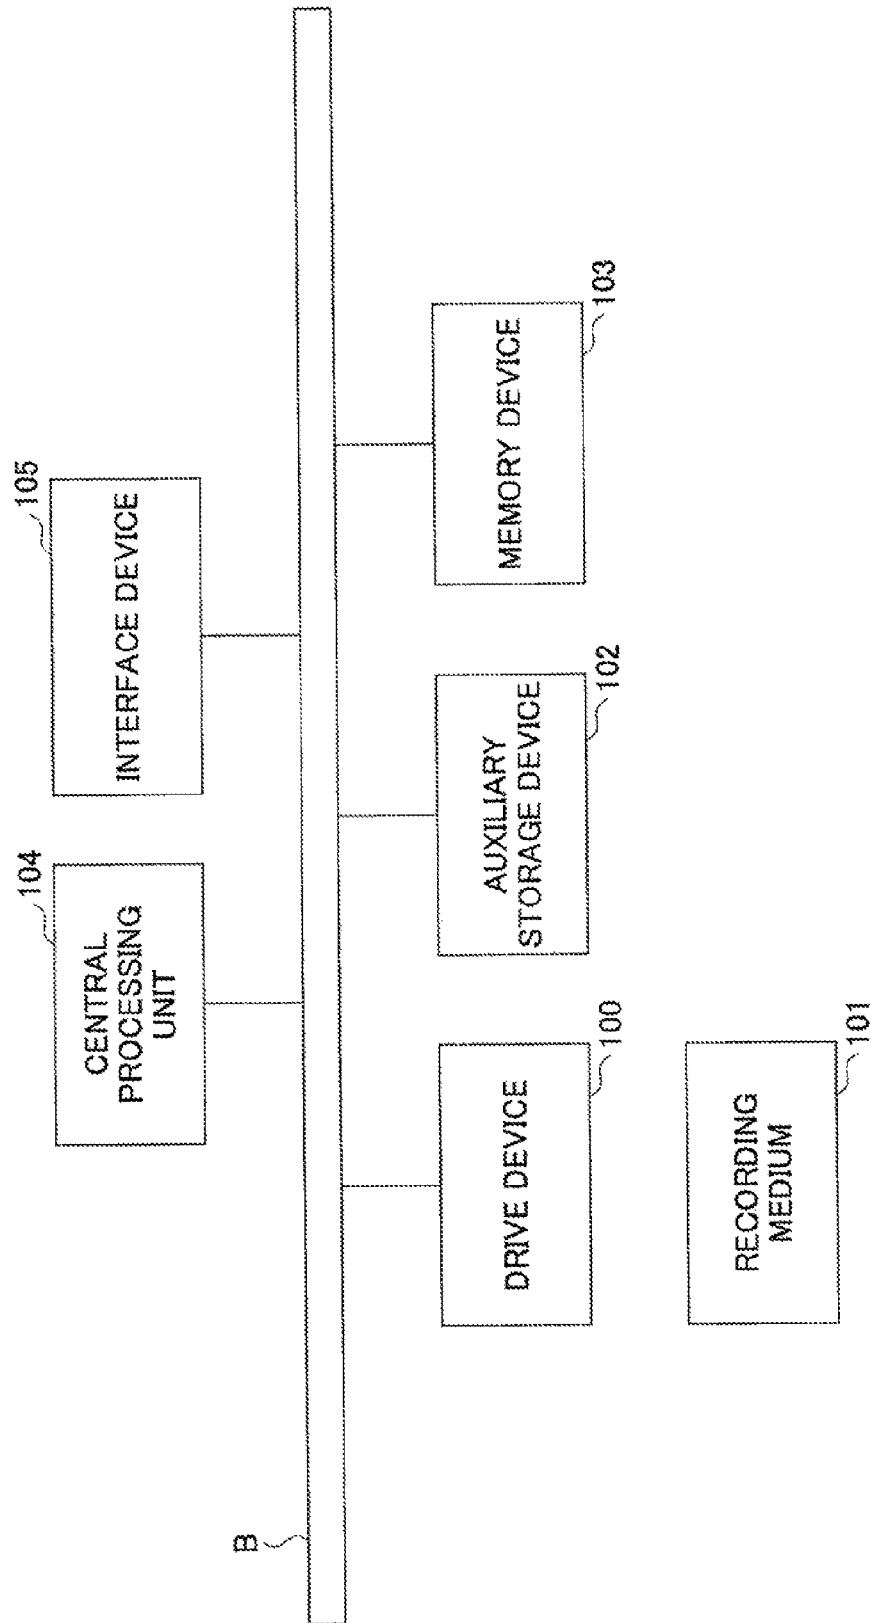 104
CENTRAL
PROCESSING
UNIT
105
INTERFACE DEVICE
B
DRIVE DEVICE
100
AUXILIARY
STORAGE DEVICE
102
MEMORY DEVICE
103
RECORDING
MEDIUM
101